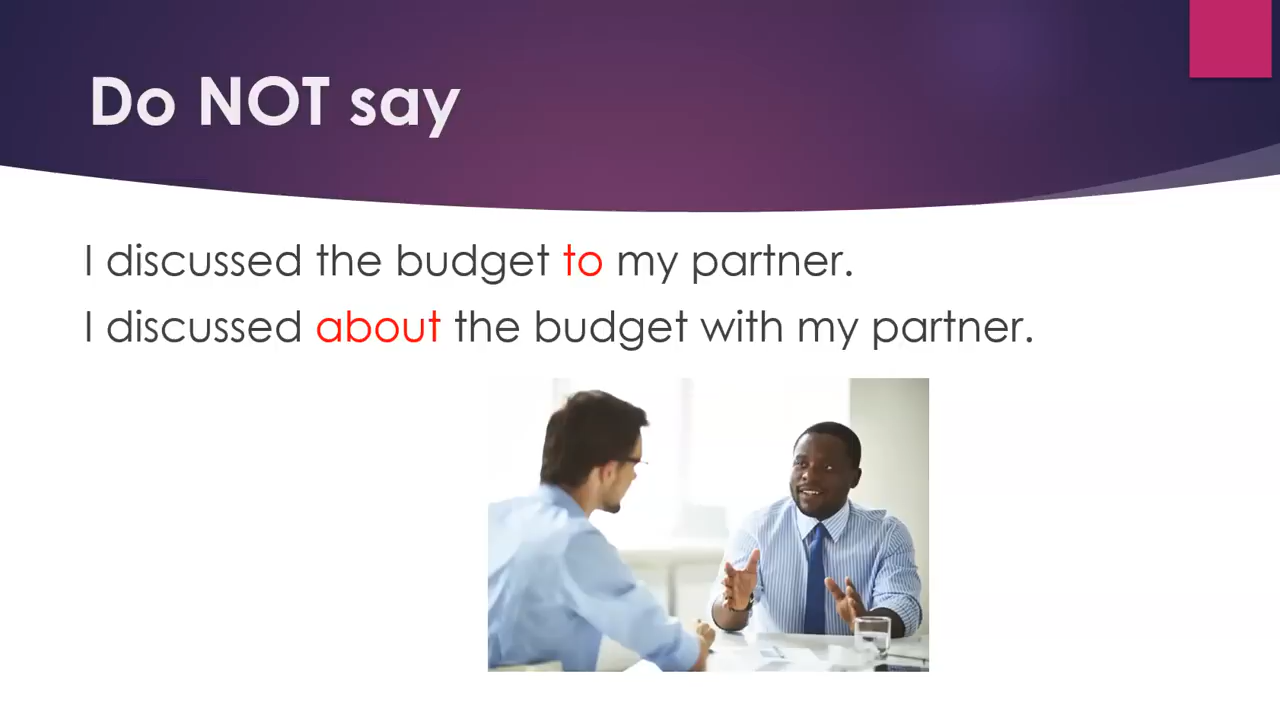 Do NOT say
I discussed the budget to my partner.
I discussed about the budget with my partner.